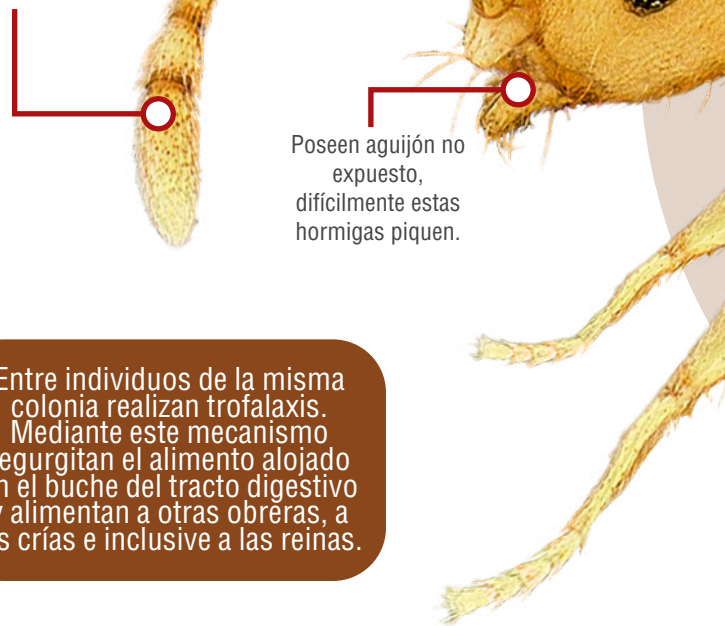 Poseen aguijón no
expuesto,
difícilmente estas
hormigas piquen.
Entre individuos de la misma
colonia realizan trofalaxis.
Mediante este mecanismo
egurgitan el alimento alojado
n el buche del tracto digestivo
y alimentan a otras obreras, a
s crías e inclusive a las reinas.